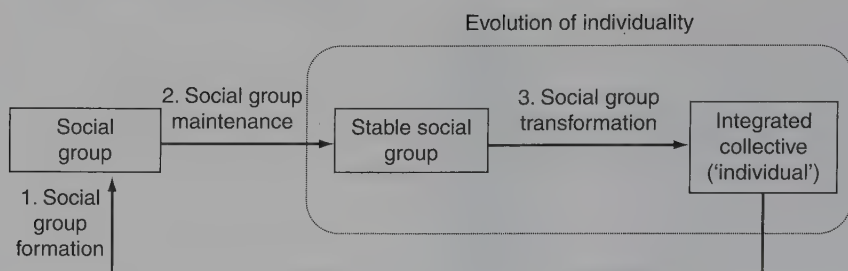 Evolution of individuality
2. Social group
maintenance
3. Social group
transformation
Social
group
Stable social
group
Integrated
collective
(‘individual’)
1. Social
group
formation